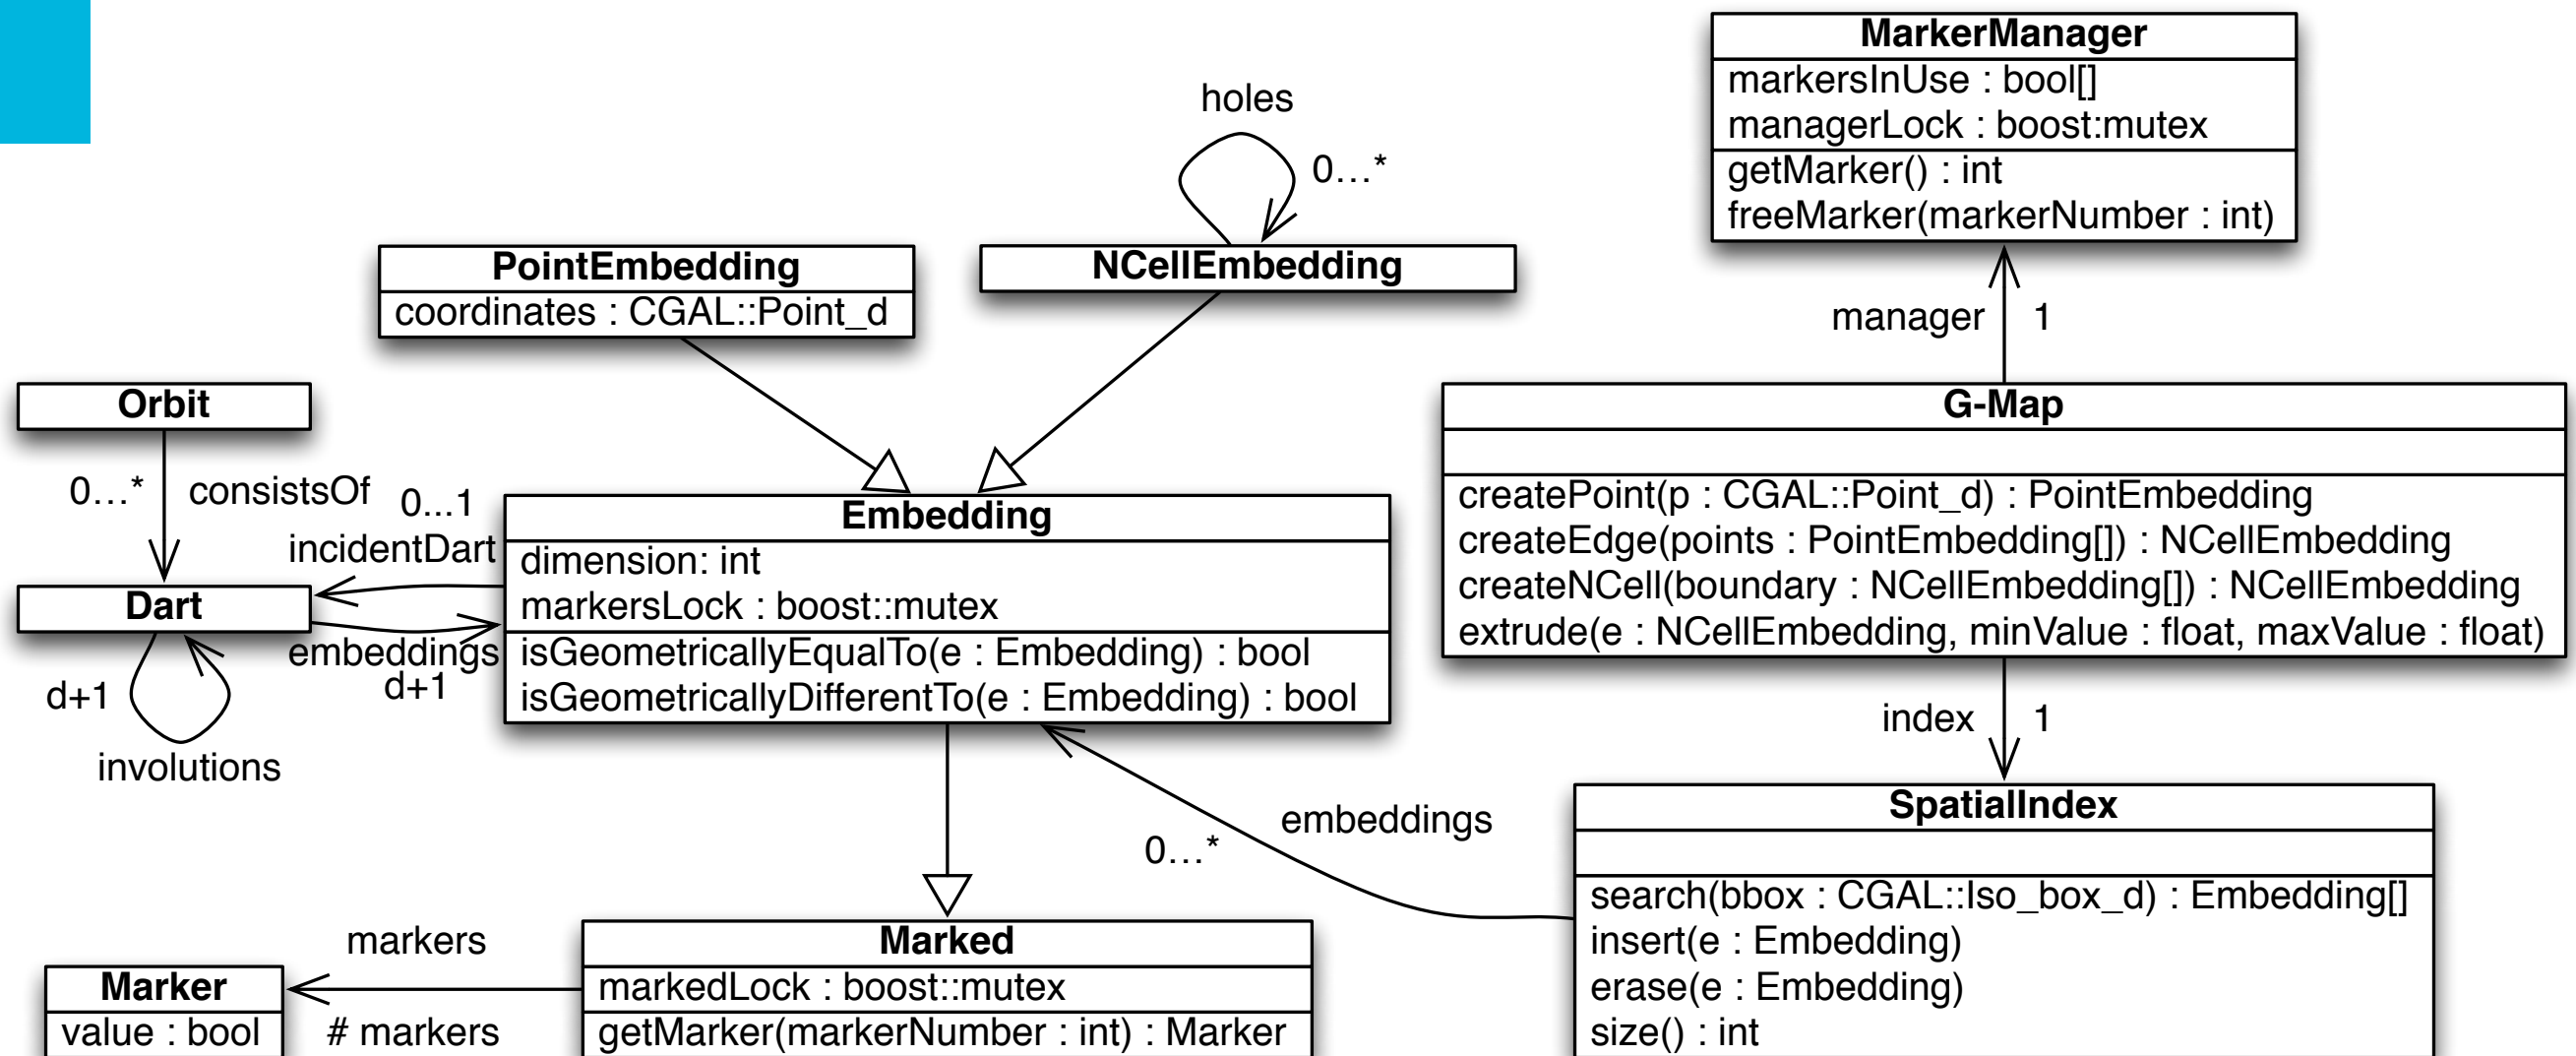 MarkerManager
markersInUse : bool[]
managerLock : boost:mutex
getMarker() : int
freeMarker(markerNumber : int)
holes
0…*
PointEmbedding
coordinates : CGAL::Point_d
NCellEmbedding
manager 1
Orbit
0…* consistsOf
G-Map
createPoint(p : CGAL::Point_d) : PointEmbedding
createEdge(points : PointEmbedding[]) : NCellEmbedding
createNCell(boundary : NCellEmbedding[]) : NCellEmbedding
extrude(e : NCellEmbedding, minValue : float, maxValue : float)
0...1
incidentDart
Embedding
dimension: int
markersLock : boost::mutex
isGeometricallyEqualTo(e : Embedding) : bool
isGeometricallyDifferentTo(e : Embedding) : bool
Dart
embeddings
d+1
d+1
involutions
index 1
embeddings
0…*
SpatialIndex
search(bbox : CGAL::Iso_box_d) : Embedding[]
insert(e : Embedding)
erase(e : Embedding)
size() : int
markers
# markers
Marked
markedLock : boost::mutex
getMarker(markerNumber : int) : Marker
Marker
value : bool